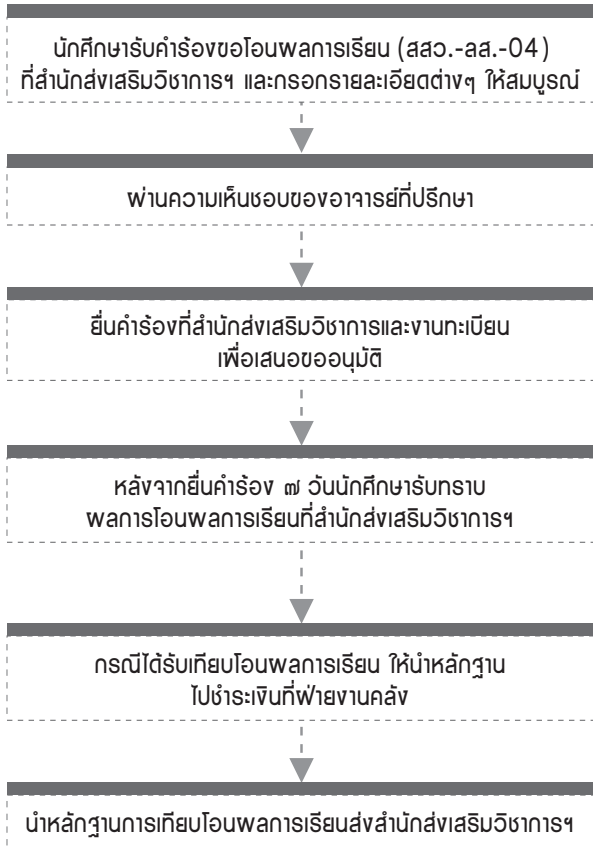 นักศึกษารับคำร้องขอโอนผลการเรียน (สสว.-ลส.-04)
ที่สำนักส่งเสริมวิชาการฯ และกรอกรายละเอียดต่างๆ ให้สมบูรณ์
ผ่านความเห็นชอบของอาจารย์ที่ปรึกษา
ยื่นคำร้องที่สำนักส่งเสริมวิชาการและงานทะเบียน
เพื่อเสนอขออนุมัติ
หลังจากยื่นคำร้อง ๗ วันนักศึกษารับทราบ
ผลการโอนผลการเรียนที่สำนักส่งเสริมวิชาการฯ
กรณีได้รับเทียบโอนผลการเรียน ให้นำหลักฐาน
ไปชำระเงินที่ฝ่ายงานคลัง
นำหลักฐานการเทียบโอนผลการเรียนส่งสำนักส่งเสริมวิชาการฯ